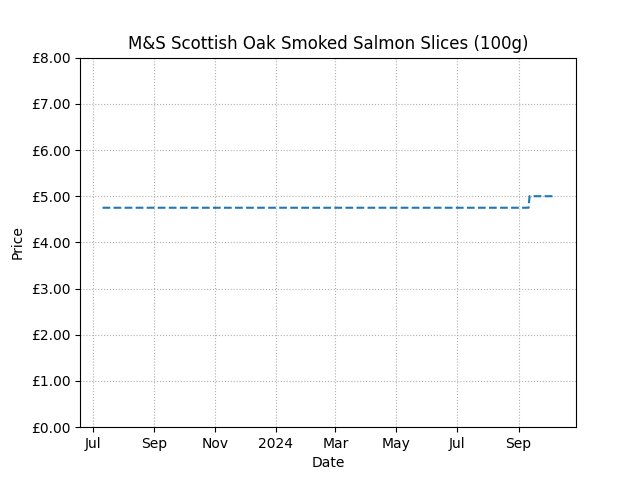 M&S Scottish Oak Smoked Salmon Slices (100g)
£8.00
£7.00
£6.00
£5.00
£4.00
£3.00
£2.00
£1.00
£0.00
Price
Jul Sep Nov 2024 Mar May Jul Sep
Date